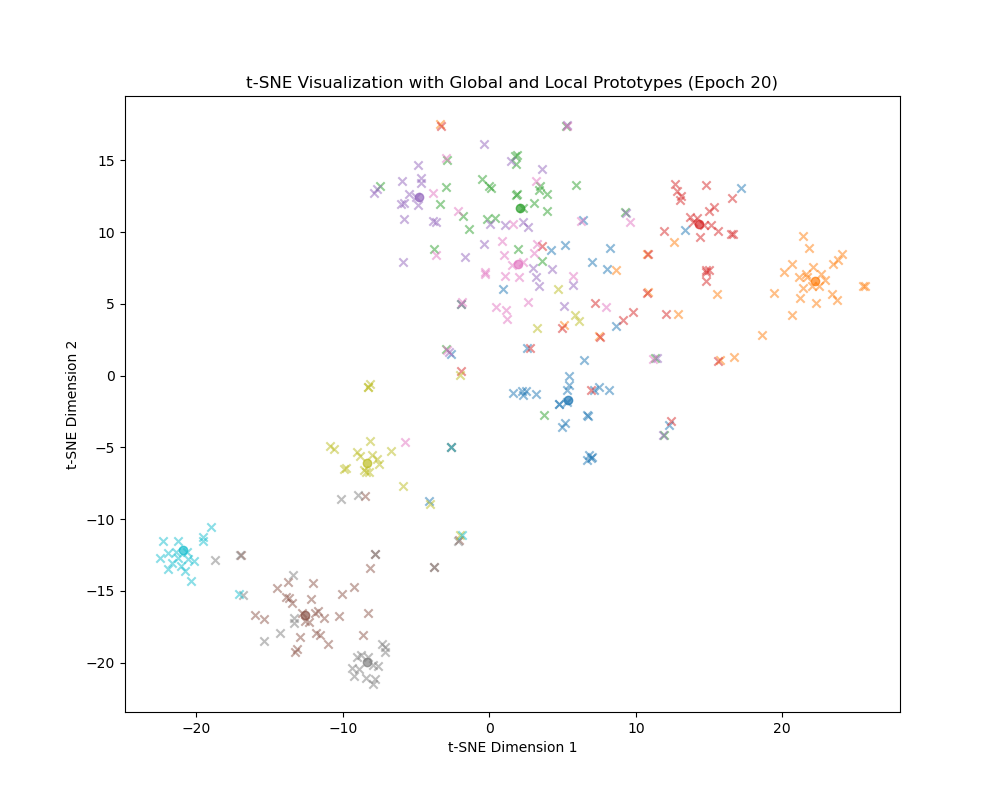 t-SNE Visualization with Global and Local Prototypes (Epoch 20)
15
10
5
0
−5
−10
−15
−20
t-SNE Dimension 2
−20 −10 0 10 20
t-SNE Dimension 1